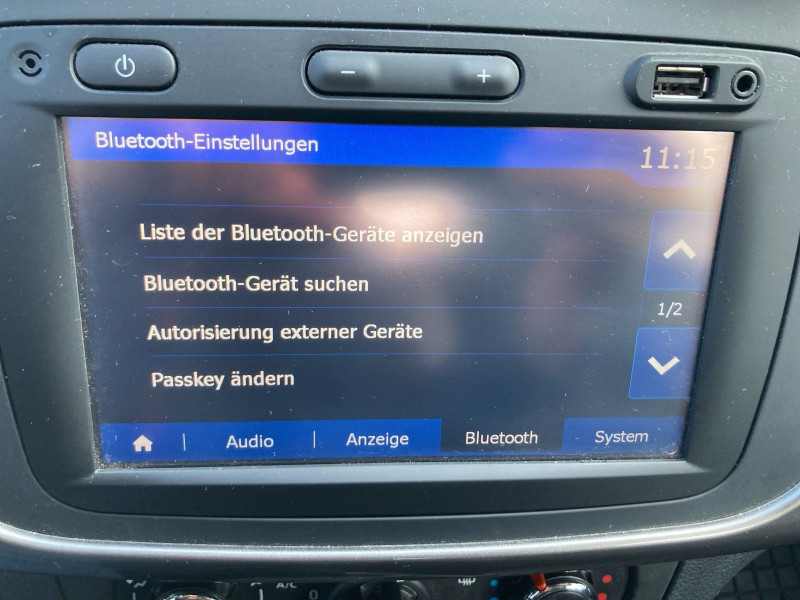 Bluetooth-Einstellungen
11:15
Liste der Bluetooth-Geräte anzeigen
Bluetooth-Gerät suchen
1/2
Autorisierung externer Geräte
Passkey ändern
Audio Anzeige Bluetooth System
A/C 0